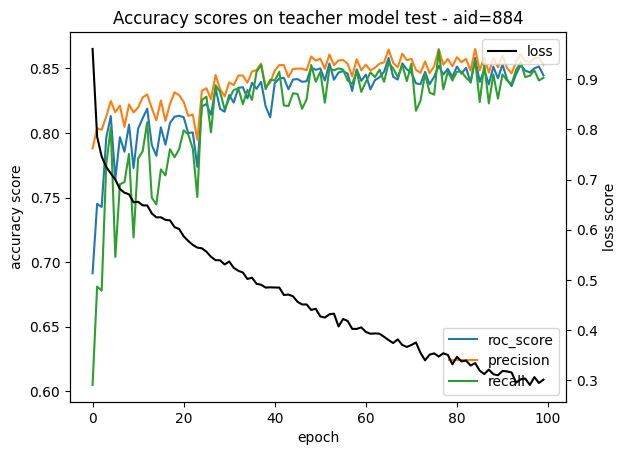 Accuracy scores on teacher model test - aid=884
accuracy score
0.85
0.80
0.75
0.70
0.65
0.60
loss
0.9
0.8
0.7
0.6
0.5
0.4
0.3
loss score
roc_score
precision
recall
0
20
40
60
80
100
epoch